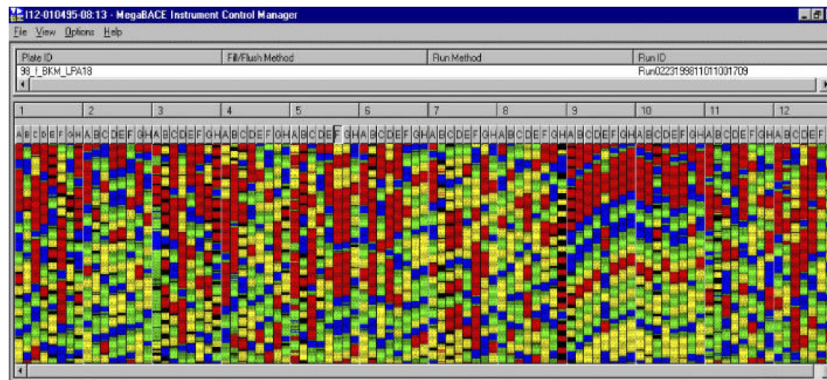 I12-010495-08:13 - MegaBACE Instrument Control Manager
File View Options Help
Plate ID Fill/Flush Method Run Method Run ID
98_I_BKM_LPA18 Run0223199811011001709
1 2 3 4 5 6 7 8 9 10 11 12
A B C D E F G H A B C D E F G H A B C D E F G H A B C D E F G H A B C D E F G H A B C D E F G H A B C D E F G H A B C D E F G H A B C D E F G H A B C D E F G H A B C D E F G H A B C D E F